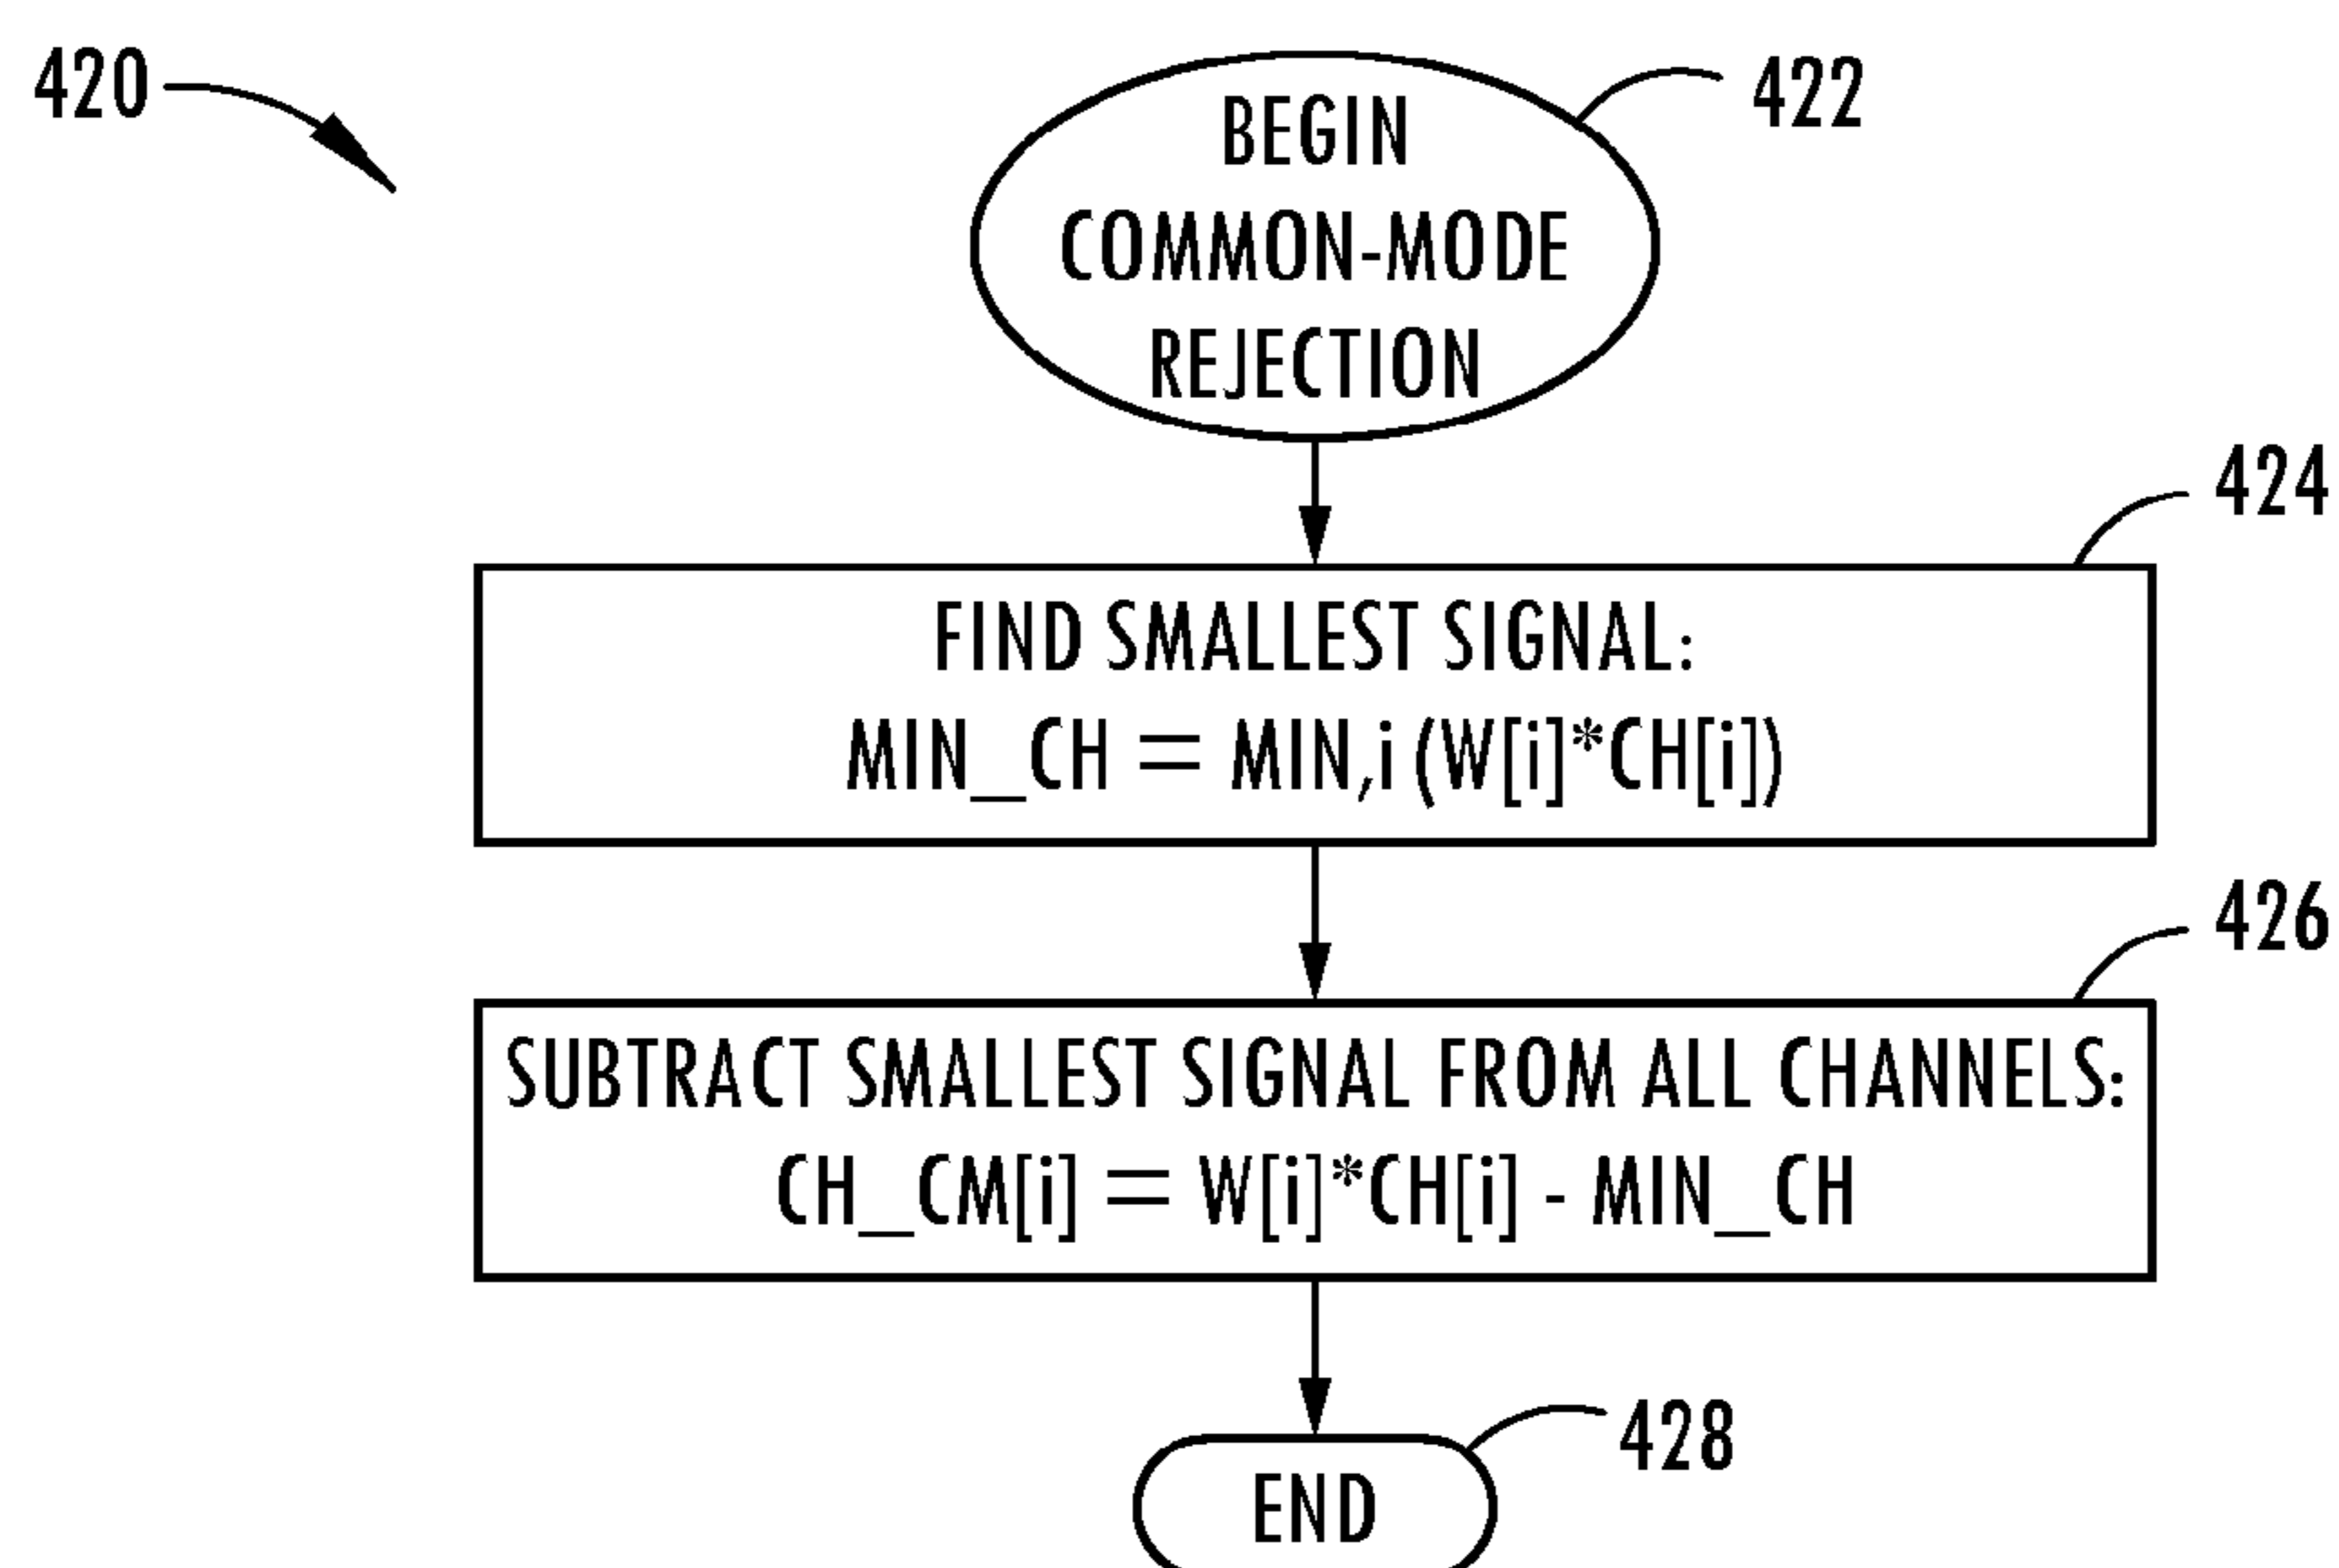 420
BEGIN
COMMON-MODE
REJECTION
422
424
FIND SMALLEST SIGNAL:
MIN_CH = MIN,i (W[i]*CH[i])
426
SUBTRACT SMALLEST SIGNAL FROM ALL CHANNELS:
CH_CM[i] = W[i]*CH[i] - MIN_CH
428
END